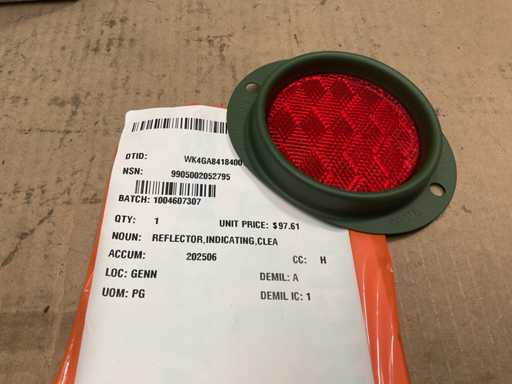 DTID: WK4GA8418400
NSN: 9905002052795
BATCH: 1004607307
QTY: 1 UNIT PRICE: $97.61
NOUN: REFLECTOR,INDICATING,CLEA
ACCUM: 202506 CC: H
LOC: GENN DEMIL: A
UOM: PG DEMIL IC: 1